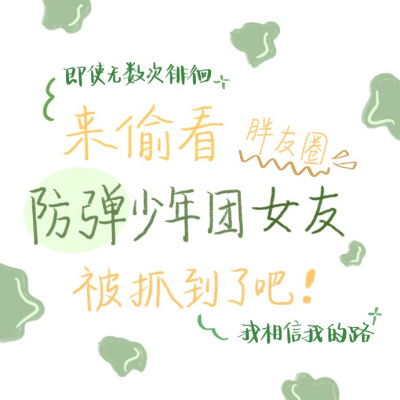 即使无数次徘徊
来偷看 胖友圈
防弹少年团女友
被抓到了吧！
我相信我的路